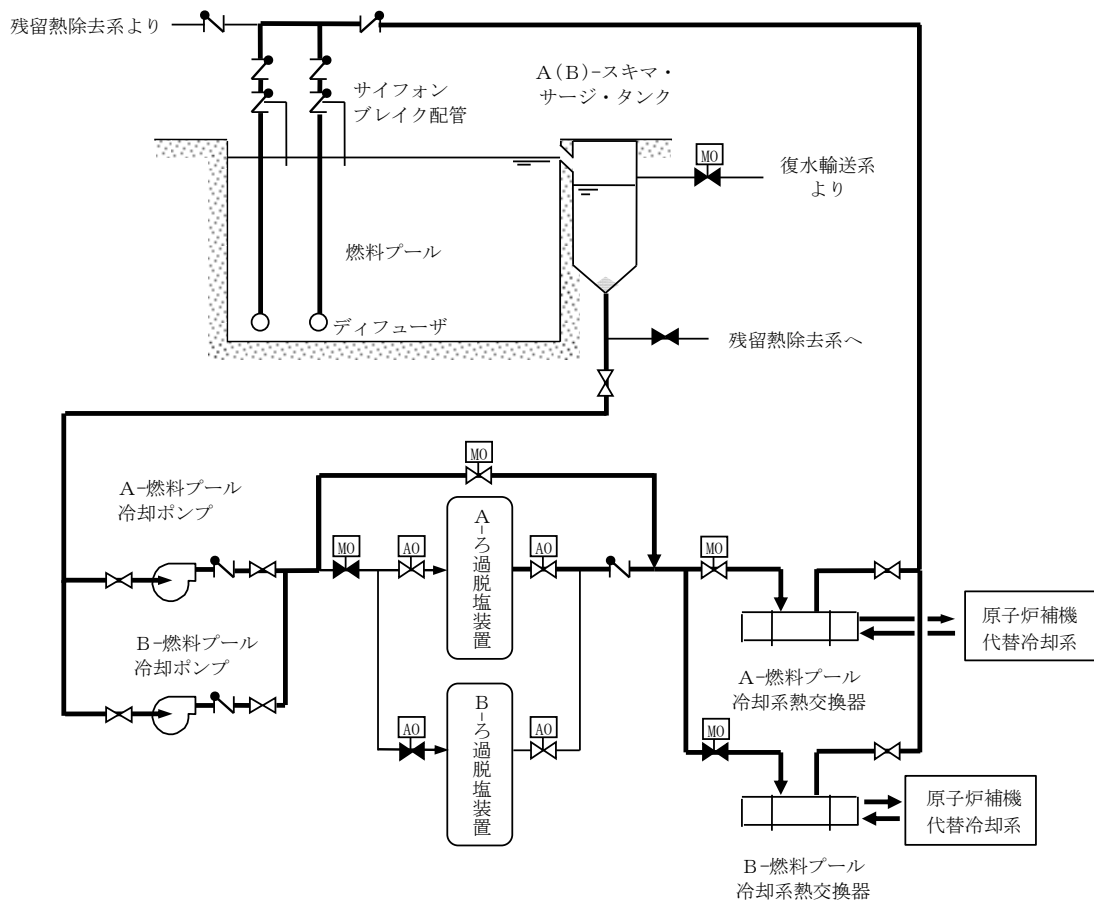 残留熱除去系より
サイフォン
ブレイク配管
A(B)-スキマ・
サージ・タンク
MO
復水輸送系
より
燃料プール
ディフューザ
残留熱除去系へ
MO
A-燃料プール
冷却ポンプ
MO
AO
A-ろ過脱塩装置
AO
MO
原子炉補機
代替冷却系
B-燃料プール
冷却ポンプ
A-燃料プール
冷却系熱交換器
AO
B-ろ過脱塩装置
AO
MO
原子炉補機
代替冷却系
B-燃料プール
冷却系熱交換器